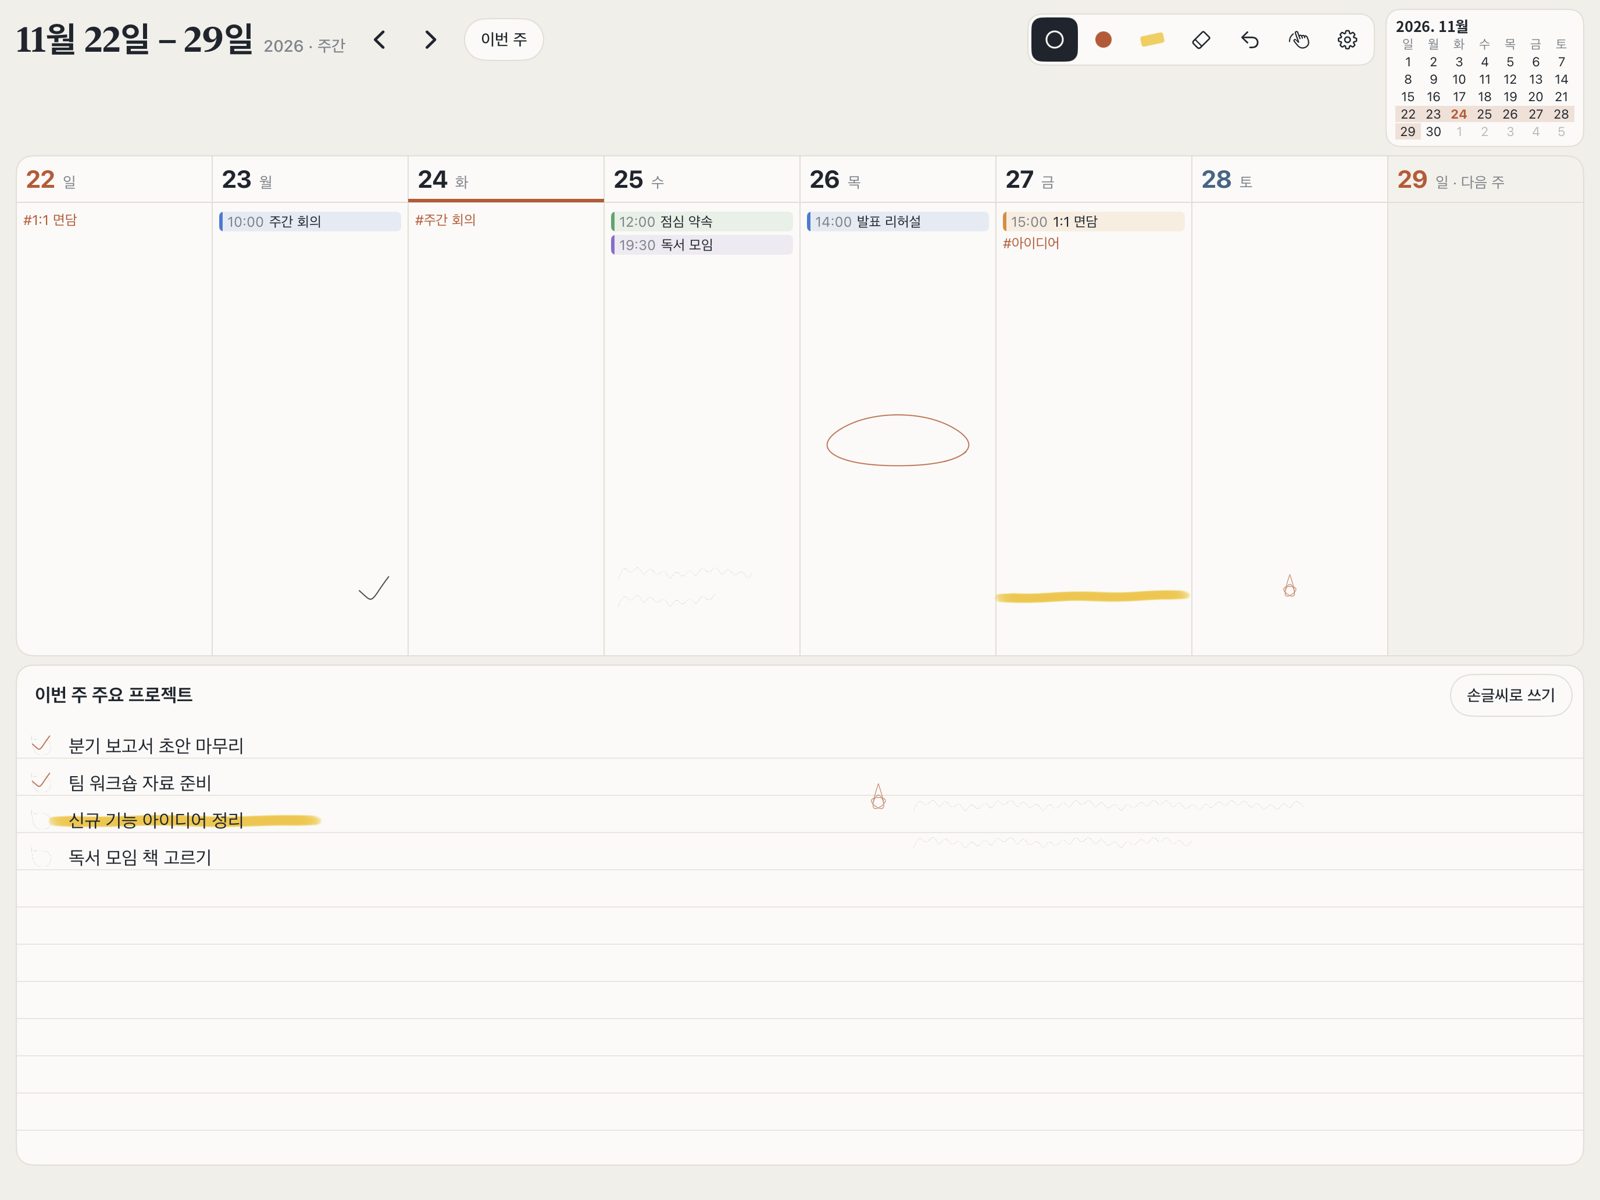 11월 22일 – 29일 2026 · 주간
이번 주
2026. 11월
일 월 화 수 목 금 토
1 2 3 4 5 6 7
8 9 10 11 12 13 14
15 16 17 18 19 20 21
22 23 24 25 26 27 28
29 30 1 2 3 4 5
22 일
23 월
24 화
25 수
26 목
27 금
28 토
29 일 · 다음 주
#1:1 면담
10:00 주간 회의
#주간 회의
12:00 점심 약속
19:30 독서 모임
14:00 발표 리허설
15:00 1:1 면담
#아이디어
이번 주 주요 프로젝트
손글씨로 쓰기
분기 보고서 초안 마무리
팀 워크숍 자료 준비
신규 기능 아이디어 정리
독서 모임 책 고르기